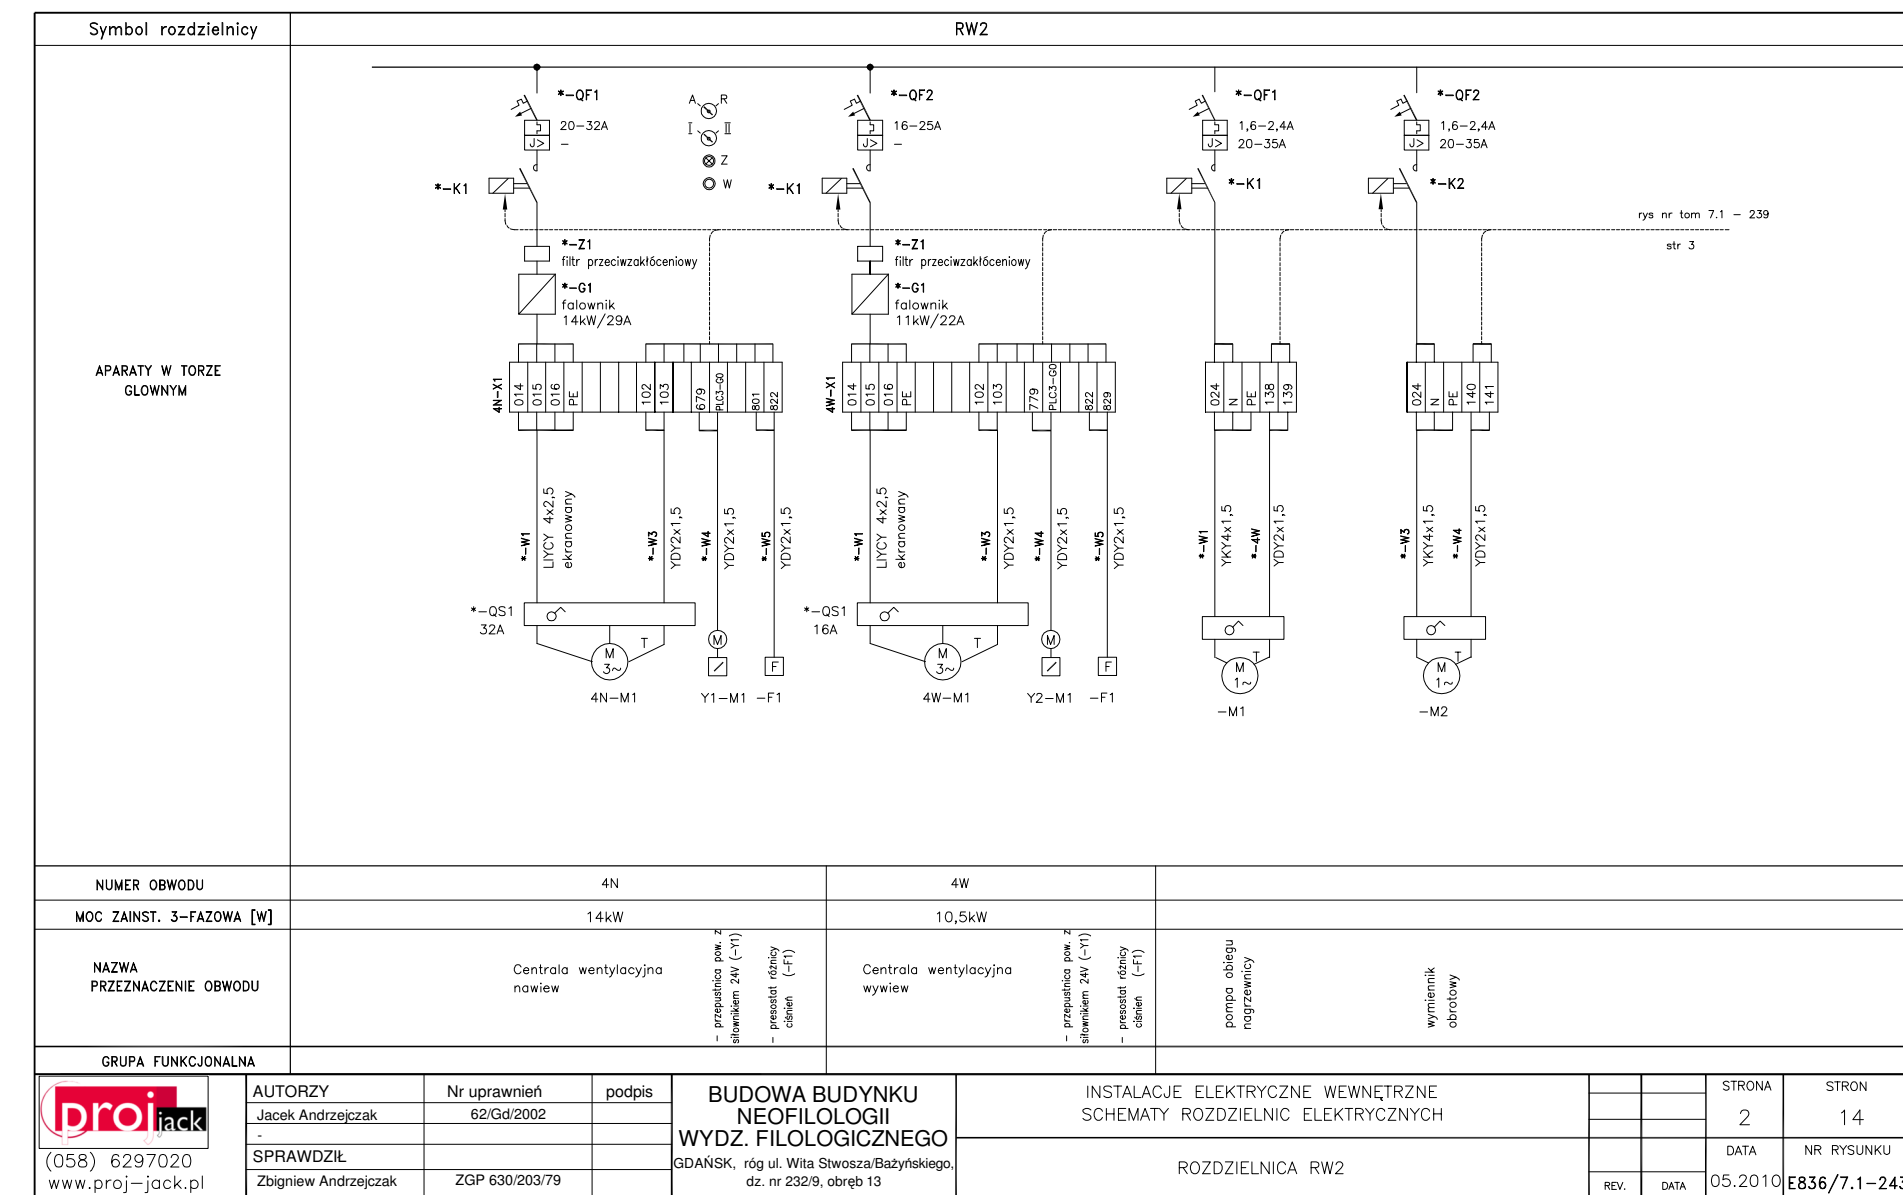 Symbol rozdzielnicy
RW2
*-QF1
20-32A
J>
-
A
R
I
II
Z
W
*-K1
*-QF2
16-25A
J>
-
*-K1
*-QF1
1,6-2,4A
J>
20-35A
*-K1
*-QF2
1,6-2,4A
J>
20-35A
*-K2
rys nr tom 7.1 - 239
str 3
*-Z1
filtr przeciwzakłóceniowy
*-G1
falownik
14kW/29A
*-Z1
filtr przeciwzakłóceniowy
*-G1
falownik
11kW/22A
APARATY W TORZE
GLOWNYM
4N-X1
014
015
016
PE
102
103
679
PLC3-G0
801
822
4W-X1
014
015
016
PE
102
103
779
PLC3-G0
822
829
024
N
PE
138
139
024
N
PE
140
141
*-W1
LIYCY 4x2,5
ekranowany
*-W3
YDY2x1,5
*-W4
YDY2x1,5
*-W5
YDY2x1,5
*-W1
LIYCY 4x2,5
ekranowany
*-W3
YDY2x1,5
*-W4
YDY2x1,5
*-W5
YDY2x1,5
*-W1
YKY4x1,5
*-4W
YDY2x1,5
*-W3
YKY4x1,5
*-W4
YDY2x1,5
*-QS1
32A
T
M
3~
4N-M1
M
Y1-M1
F
-F1
*-QS1
16A
T
M
3~
4W-M1
M
Y2-M1
F
-F1
T
M
1~
-M1
T
M
1~
-M2
NUMER OBWODU
4N
4W
MOC ZAINST. 3-FAZOWA [W]
14kW
10,5kW
NAZWA
PRZEZNACZENIE OBWODU
Centrala wentylacyjna
nawiew
- przepustnica pow. z
siłownikiem 24V (-Y1)
- presostat różnicy
ciśnień (-F1)
Centrala wentylacyjna
wywiew
- przepustnica pow. z
siłownikiem 24V (-Y1)
- presostat różnicy
ciśnień (-F1)
pompa obiegu
nagrzewnicy
wymiennik
obrotowy
GRUPA FUNKCJONALNA
proj jack
(058) 6297020
www.proj-jack.pl
AUTORZY
Nr uprawnień
podpis
Jacek Andrzejczak
62/Gd/2002
-
SPRAWDZIŁ
Zbigniew Andrzejczak
ZGP 630/203/79
BUDOWA BUDYNKU
NEOFILOLOGII
WYDZ. FILOLOGICZNEGO
GDAŃSK, róg ul. Wita Stwosza/Bażyńskiego,
dz. nr 232/9, obręb 13
INSTALACJE ELEKTRYCZNE WEWNĘTRZNE
SCHEMATY ROZDZIELNIC ELEKTRYCZNYCH
ROZDZIELNICA RW2
REV.
DATA
STRONA
2
STRON
14
DATA
05.2010
NR RYSUNKU
E836/7.1-243